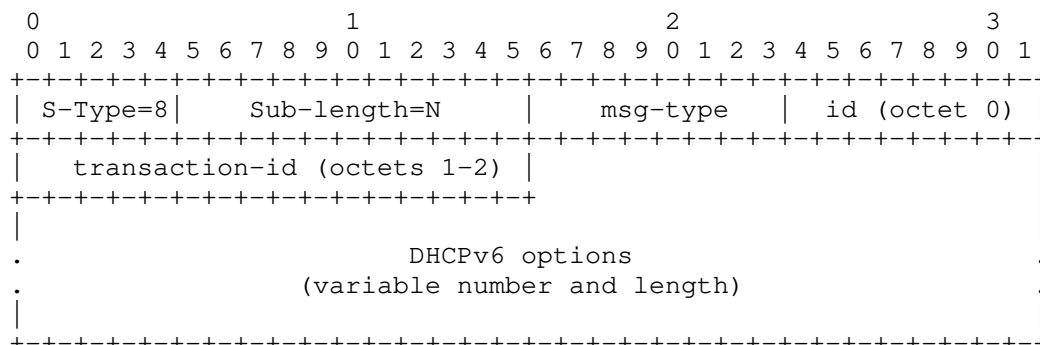 0                   1                   2                   3
 0 1 2 3 4 5 6 7 8 9 0 1 2 3 4 5 6 7 8 9 0 1 2 3 4 5 6 7 8 9 0 1
+-+-+-+-+-+-+-+-+-+-+-+-+-+-+-+-+-+-+-+-+-+-+-+-+-+-+-+-+-+-+-+-
| S-Type=8|    Sub-length=N     |    msg-type   |  id (octet 0)
+-+-+-+-+-+-+-+-+-+-+-+-+-+-+-+-+-+-+-+-+-+-+-+-+-+-+-+-+-+-+-+-
|   transaction-id (octets 1-2) |
+-+-+-+-+-+-+-+-+-+-+-+-+-+-+-+-+
|
.                        DHCPv6 options                         .
.                 (variable number and length)                  .
|
+-+-+-+-+-+-+-+-+-+-+-+-+-+-+-+-+-+-+-+-+-+-+-+-+-+-+-+-+-+-+-+-